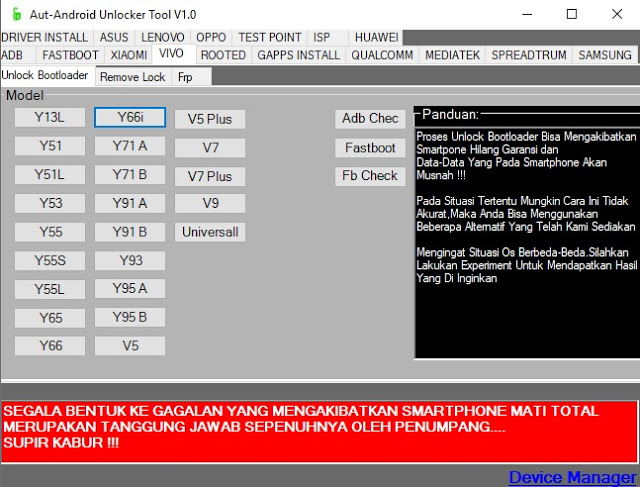 Aut-Android Unlocker Tool V1.0
DRIVER INSTALL ASUS LENOVO OPPO TEST POINT ISP HUAWEI
ADB FASTBOOT XIAOMI VIVO ROOTED GAPPS INSTALL QUALCOMM MEDIATEK SPREADTRUM SAMSUNG
Unlock Bootloader Remove Lock Frp
Model
Y13L Y66i V5 Plus Adb Chec
Y51 Y71 A V7 Fastboot
Y51L Y71 B V7 Plus Fb Check
Y53 Y91 A V9
Y55 Y91 B Universall
Y55S Y93
Y55L Y95 A
Y65 Y95 B
Y66 V5
Panduan:
Proses Unlock Bootloader Bisa Mengakibatkan
Smartpone Hilang Garansi dan
Data-Data Yang Pada Smartphone Akan
Musnah !!!
Pada Situasi Tertentu Mungkin Cara Ini Tidak
Akurat,Maka Anda Bisa Menggunakan
Beberapa Alternatif Yang Telah Kami Sediakan
Mengingat Situasi Os Berbeda-Beda.Silahkan
Lakukan Experiment Untuk Mendapatkan Hasil
Yang Di Inginkan
SEGALA BENTUK KE GAGALAN YANG MENGAKIBATKAN SMARTPHONE MATI TOTAL
MERUPAKAN TANGGUNG JAWAB SEPENUHNYA OLEH PENUMPANG....
SUPIR KABUR !!!
Device Manager